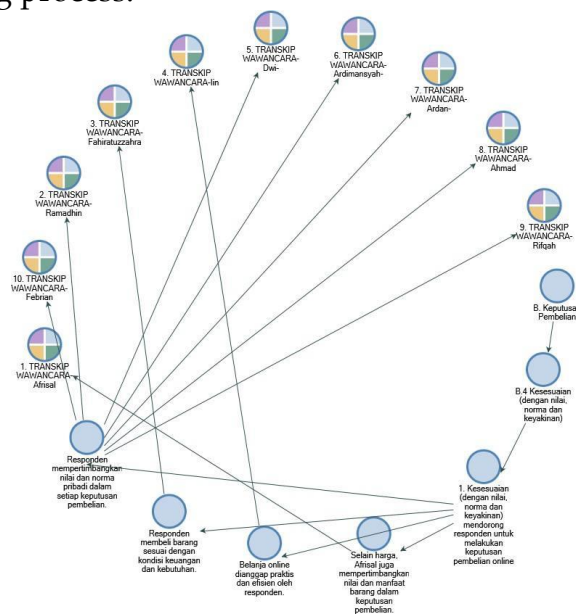 g process.
5. TRANSKIP
WAWANCARA-
Dwi-
6. TRANSKIP
WAWANCARA-
Ardimansyah-
4. TRANSKIP
WAWANCARA-Iin
7. TRANSKIP
WAWANCARA-
Ardan-
3. TRANSKIP
WAWANCARA-
Fahiratuzzahra
8. TRANSKIP
WAWANCARA-
Ahmad
2. TRANSKIP
WAWANCARA-
Ramadhin
9. TRANSKIP
WAWANCARA-
Rifqah
10. TRANSKIP
WAWANCARA-
Febrian
B. Keputusa
Pembelian
1. TRANSKIP
WAWANCARA-
Afrisal
B.4 Kesesuaian
(dengan nilai,
norma dan
keyakinan)
Responden
mempertimbangkan
nilai dan norma
pribadi dalam
setiap keputusan
pembelian.
1. Kesesuaian
(dengan nilai,
norma dan
keyakinan)
mendorong
responden untuk
melakukan
keputusan
pembelian online
Responden
membeli barang
sesuai dengan
kondisi keuangan
dan kebutuhan.
Belanja online
dianggap praktis
dan efisien oleh
responden.
Selain harga,
Afrisal juga
mempertimbangkan
nilai dan manfaat
barang dalam
keputusan
pembelian.